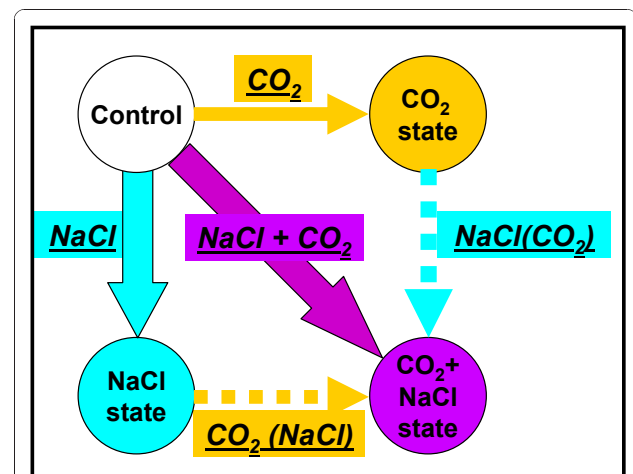 CO₂
Control
CO₂
state
NaCl
NaCl + CO₂
NaCl(CO₂)
NaCl
state
CO₂ (NaCl)
CO₂+
NaCl
state